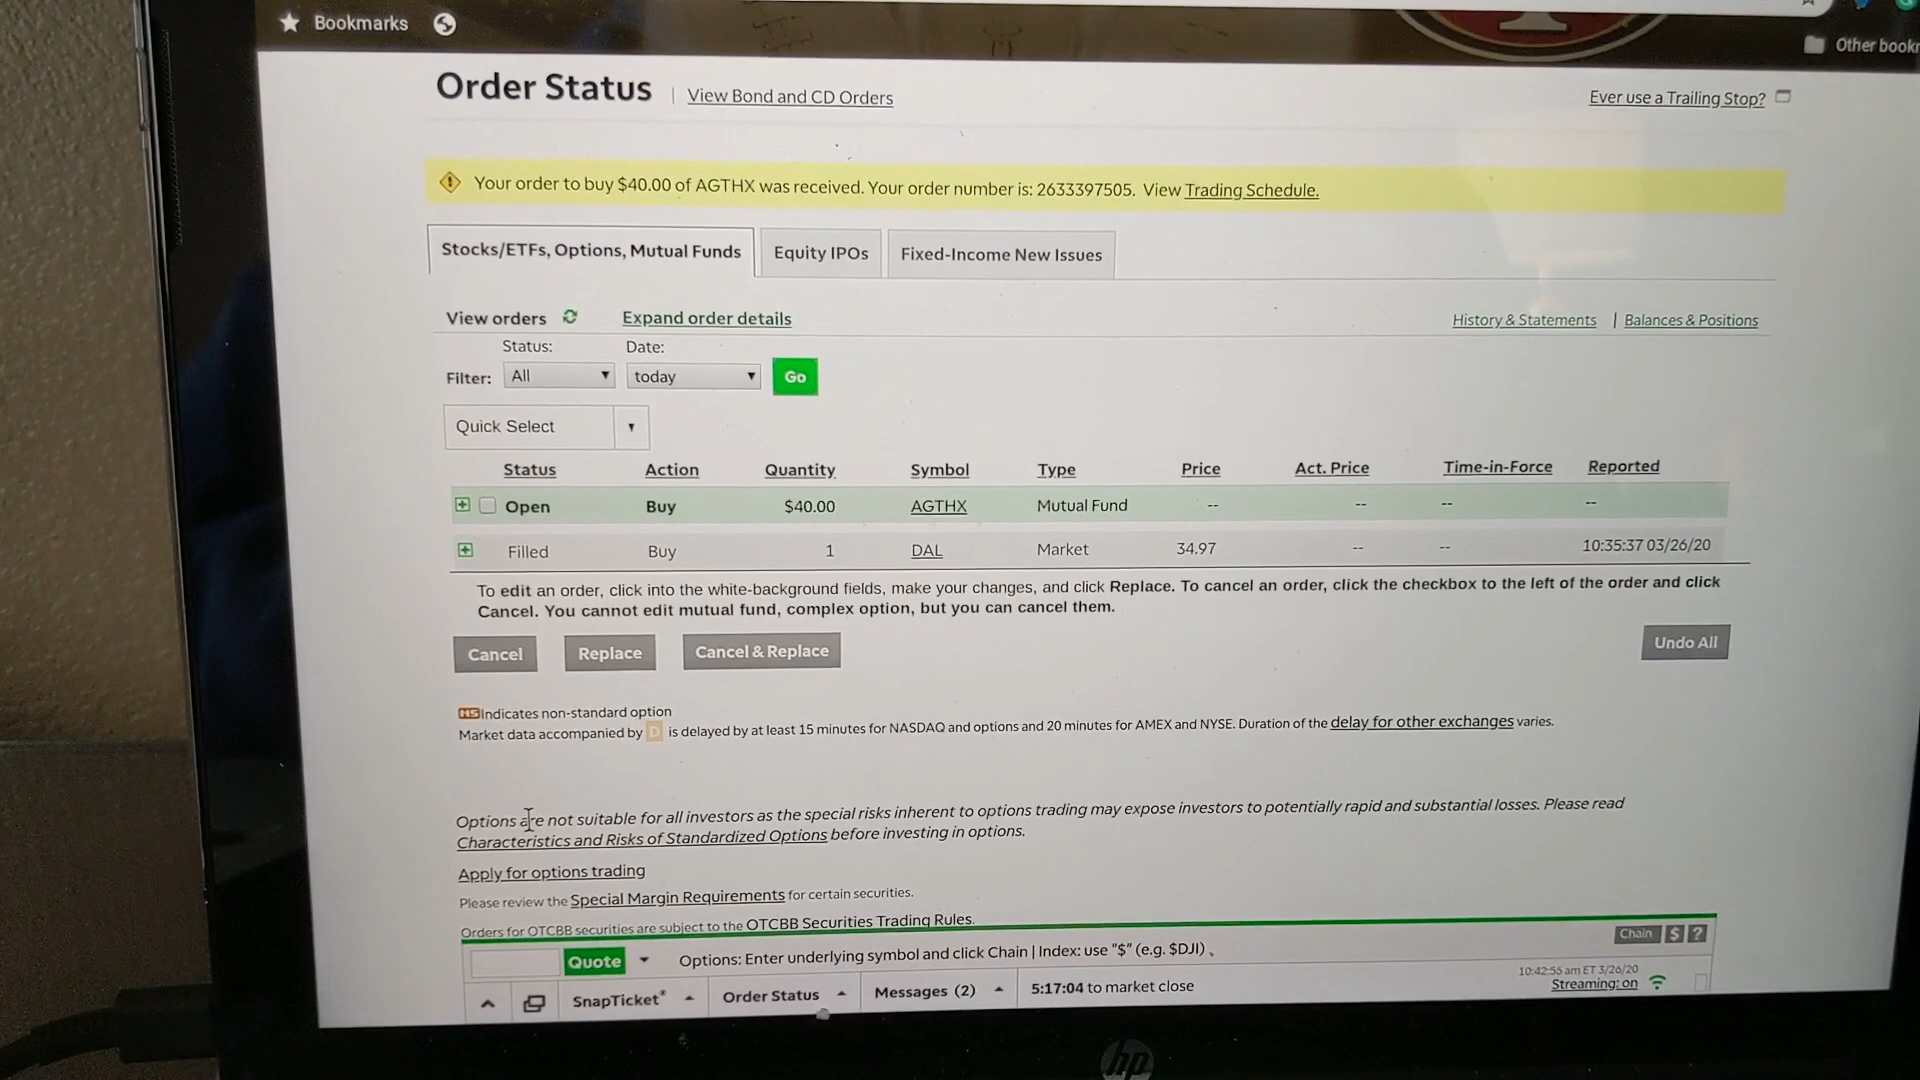 Bookmarks
Other bookr
Order Status | View Bond and CD Orders
Ever use a Trailing Stop?
Your order to buy $40.00 of AGTHX was received. Your order number is: 2633397505. View Trading Schedule.
Stocks/ETFs, Options, Mutual Funds
Equity IPOs
Fixed-Income New Issues
View orders
Expand order details
History & Statements | Balances & Positions
Status:
Date:
Filter:
All
today
Go
Quick Select
Status Action Quantity Symbol Type Price Act. Price Time-in-Force Reported
Open Buy $40.00 AGTHX Mutual Fund -- -- -- --
Filled Buy 1 DAL Market 34.97 -- -- 10:35:37 03/26/20
To edit an order, click into the white-background fields, make your changes, and click Replace. To cancel an order, click the checkbox to the left of the order and click
Cancel. You cannot edit mutual fund, complex option, but you can cancel them.
Cancel
Replace
Cancel & Replace
Undo All
NS Indicates non-standard option
Market data accompanied by D is delayed by at least 15 minutes for NASDAQ and options and 20 minutes for AMEX and NYSE. Duration of the delay for other exchanges varies.
Options are not suitable for all investors as the special risks inherent to options trading may expose investors to potentially rapid and substantial losses. Please read
Characteristics and Risks of Standardized Options before investing in options.
Apply for options trading
Please review the Special Margin Requirements for certain securities.
Orders for OTCBB securities are subject to the OTCBB Securities Trading Rules.
Chain $ ?
Quote
Options: Enter underlying symbol and click Chain | Index: use "$" (e.g. $DJI)
10:42:55 am ET 3/26/20
Streaming: on
SnapTicket®
Order Status
Messages (2)
5:17:04 to market close
hp